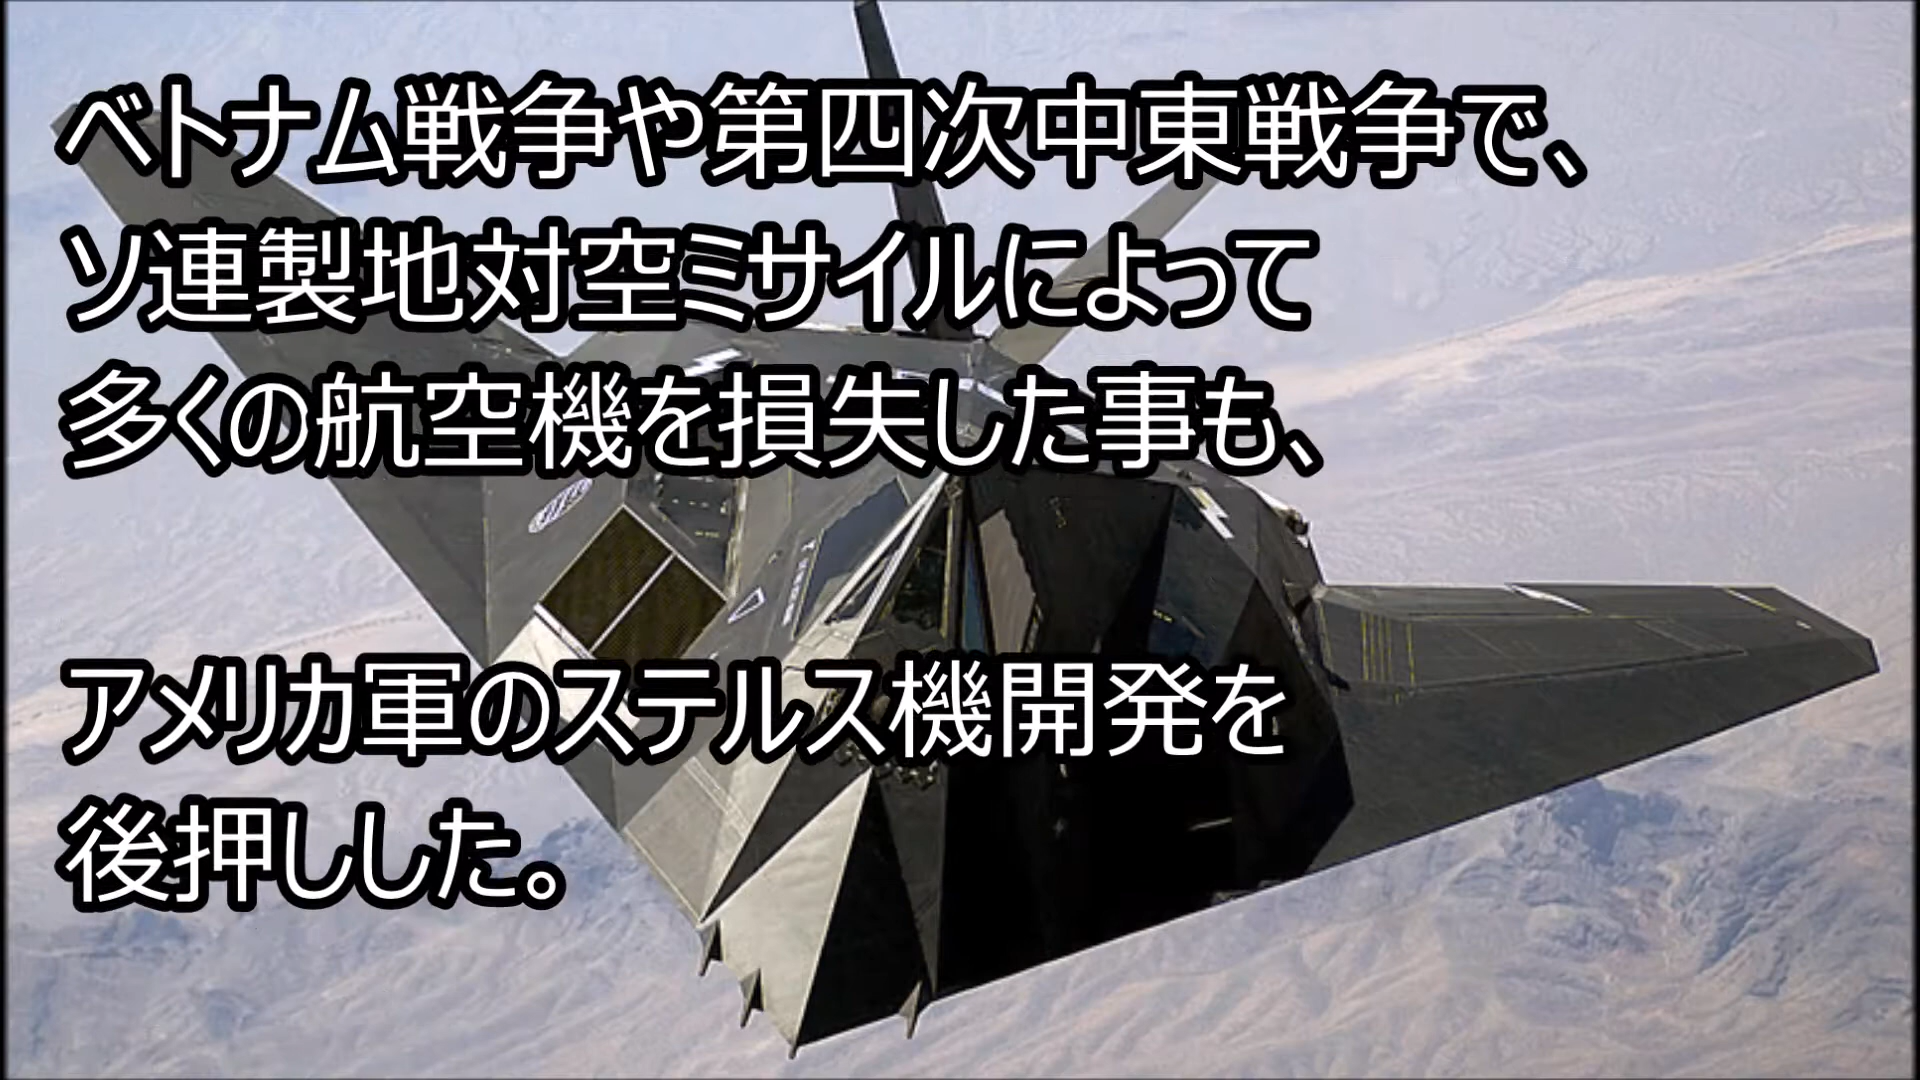 ベトナム戦争や第四次中東戦争で、
ソ連製地対空ミサイルによって
多くの航空機を損失した事も、
アメリカ軍のステルス機開発を
後押しした。